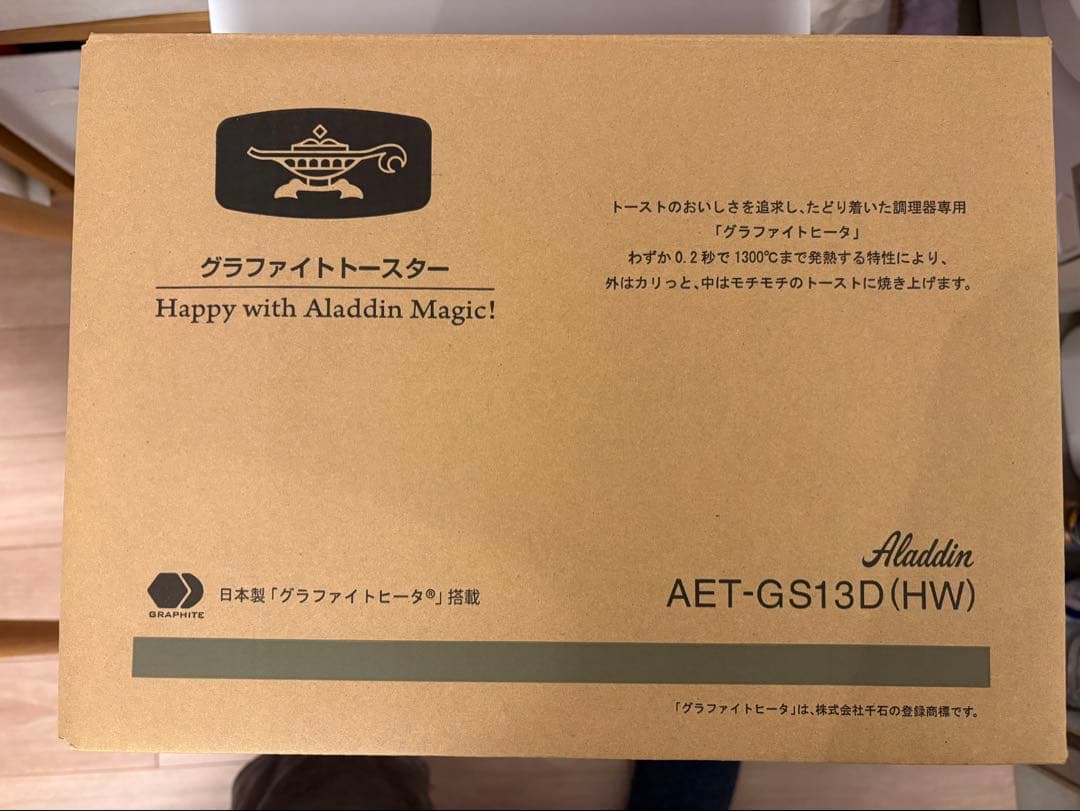 グラファイトトースター
Happy with Aladdin Magic!
トーストのおいしさを追求し、たどり着いた調理器専用
「グラファイトヒータ」
わずか0.2秒で1300℃まで発熱する特性により、
外はカリっと、中はモチモチのトーストに焼き上げます。
GRAPHITE
日本製「グラファイトヒータ®」搭載
Aladdin
AET-GS13D(HW)
「グラファイトヒータ」は、株式会社千石の登録商標です。